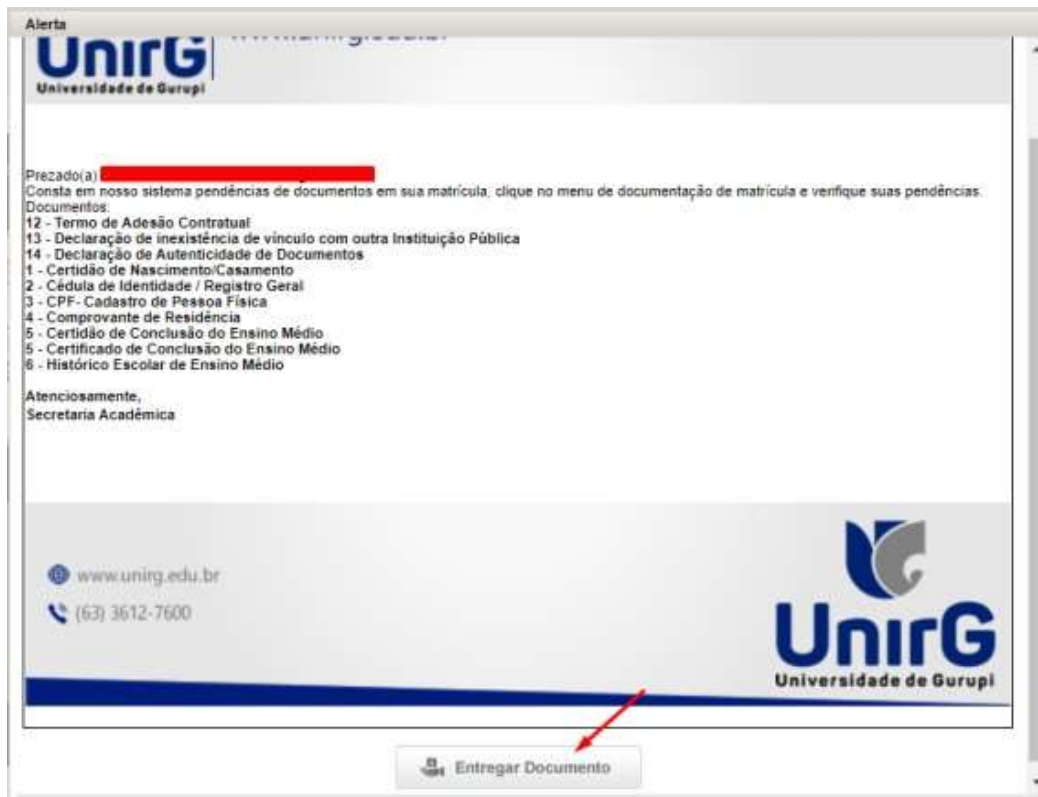 Alerta
UnirG
Universidade de Gurupi
Prezado(a)
Consta em nosso sistema pendências de documentos em sua matrícula, clique no menu de documentação de matrícula e verifique suas pendências.
Documentos:
12 - Termo de Adesão Contratual
13 - Declaração de inexistência de vínculo com outra Instituição Pública
14 - Declaração de Autenticidade de Documentos
1 - Certidão de Nascimento/Casamento
2 - Cédula de Identidade / Registro Geral
3 - CPF- Cadastro de Pessoa Física
4 - Comprovante de Residência
5 - Certidão de Conclusão do Ensino Médio
5 - Certificado de Conclusão do Ensino Médio
6 - Histórico Escolar de Ensino Médio
Atenciosamente,
Secretaria Acadêmica
www.unirg.edu.br
(63) 3612-7600
UnirG
Universidade de Gurupi
Entregar Documento